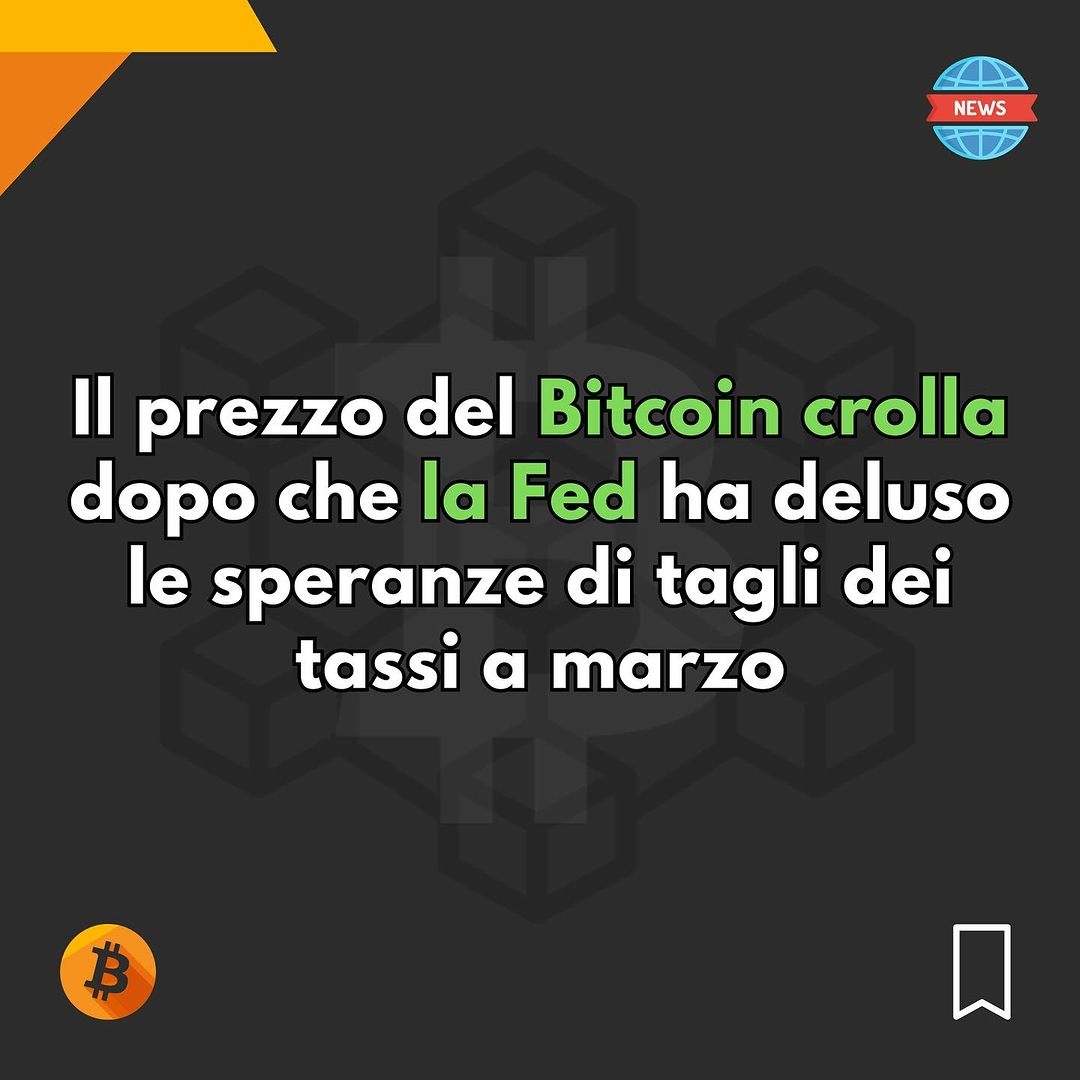 NEWS
Il prezzo del Bitcoin crolla
dopo che la Fed ha deluso
le speranze di tagli dei
tassi a marzo